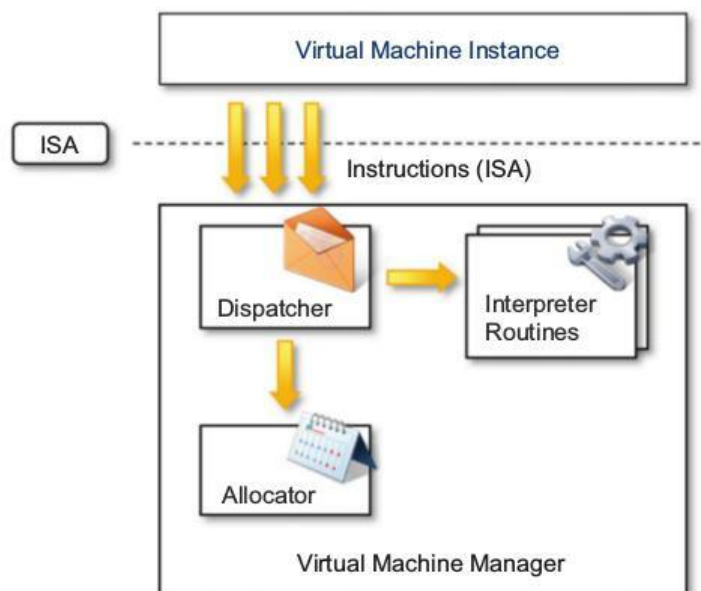 Virtual Machine Instance
ISA
Instructions (ISA)
Dispatcher
Interpreter
Routines
Allocator
Virtual Machine Manager